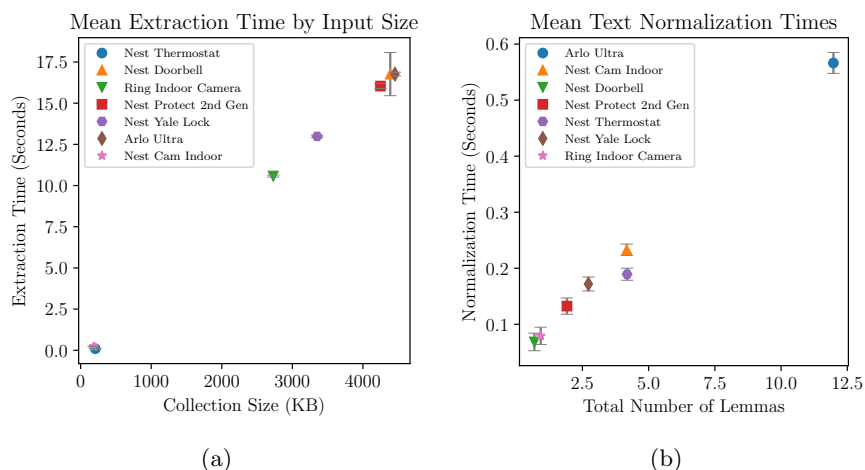 Mean Extraction Time by Input Size
Extraction Time (Seconds)
17.5
15.0
12.5
10.0
7.5
5.0
2.5
0.0
Nest Thermostat
Nest Doorbell
Ring Indoor Camera
Nest Protect 2nd Gen
Nest Yale Lock
Arlo Ultra
Nest Cam Indoor
0 1000 2000 3000 4000
Collection Size (KB)
(a)
Mean Text Normalization Times
Normalization Time (Seconds)
0.6
0.5
0.4
0.3
0.2
0.1
Arlo Ultra
Nest Cam Indoor
Nest Doorbell
Nest Protect 2nd Gen
Nest Thermostat
Nest Yale Lock
Ring Indoor Camera
2.5 5.0 7.5 10.0 12.5
Total Number of Lemmas
(b)